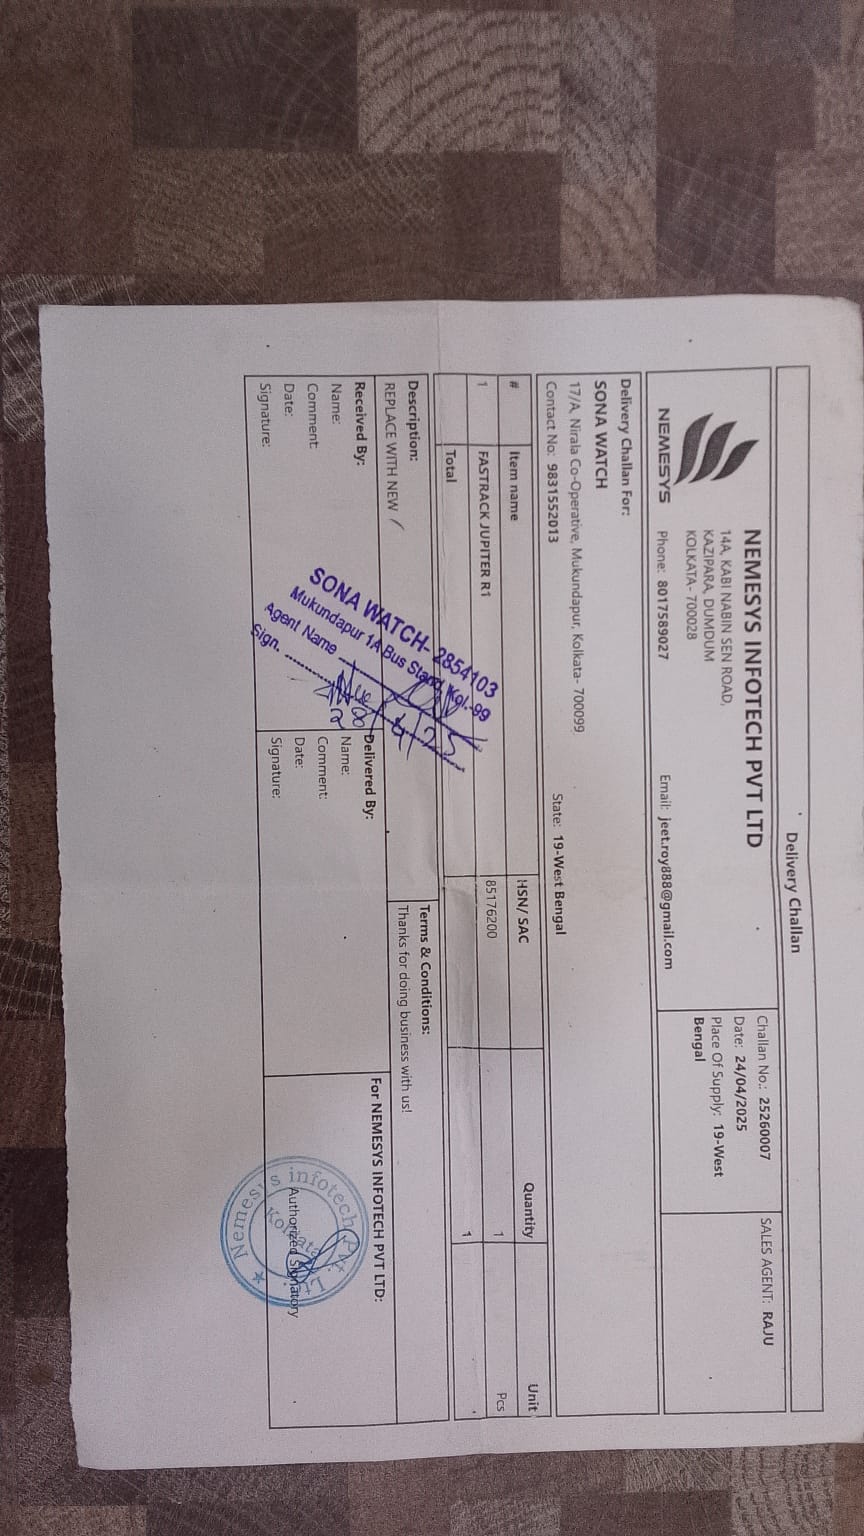 Delivery Challan
NEMESYS
NEMESYS INFOTECH PVT LTD
14A, KABI NABIN SEN ROAD,
KAZIPARA, DUMDUM
KOLKATA- 700028
Phone: 8017589027
Email: jeet.roy888@gmail.com
Challan No.: 25260007
Date: 24/04/2025
Place Of Supply: 19-West
Bengal
SALES AGENT: RAJU
Delivery Challan For:
SONA WATCH
17/A, Nirala Co-Operative, Mukundapur, Kolkata- 700099
Contact No: 9831552013
State: 19-West Bengal
# Item name HSN/ SAC Quantity Unit
1 FASTRACK JUPITER R1 85176200 1 Pcs
Total 1
Description:
REPLACE WITH NEW /
Terms & Conditions:
Thanks for doing business with us!
Received By:
Name:
Comment:
Date:
Signature:
SONA WATCH- 2854103
Mukundapur 1A Bus Stand, Kol.-99
Agent Name
Sign.
Delivered By:
Name:
Comment:
Date:
Signature:
For NEMESYS INFOTECH PVT LTD:
Nemesys infotech Pvt Lt
Kolkata
Authorized Signatory